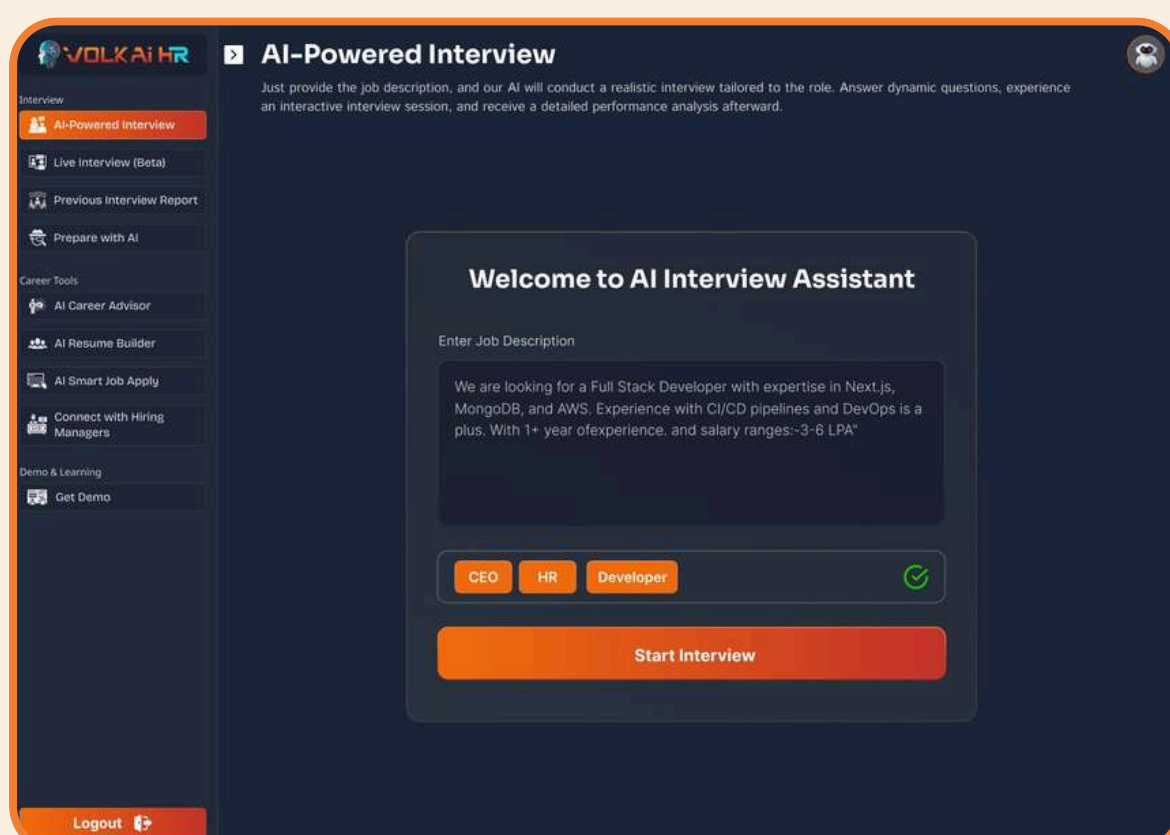 VOLKAi HR
AI-Powered Interview
Just provide the job description, and our AI will conduct a realistic interview tailored to the role. Answer dynamic questions, experience
an interactive interview session, and receive a detailed performance analysis afterward.
Interview
AI-Powered Interview
Live Interview (Beta)
Previous Interview Report
Prepare with AI
Career Tools
AI Career Advisor
AI Resume Builder
AI Smart Job Apply
Connect with Hiring
Managers
Demo & Learning
Get Demo
Logout
Welcome to AI Interview Assistant
Enter Job Description
We are looking for a Full Stack Developer with expertise in Next.js,
MongoDB, and AWS. Experience with CI/CD pipelines and DevOps is a
plus. With 1+ year ofexperience. and salary ranges:-3-6 LPA"
CEO HR Developer
Start Interview